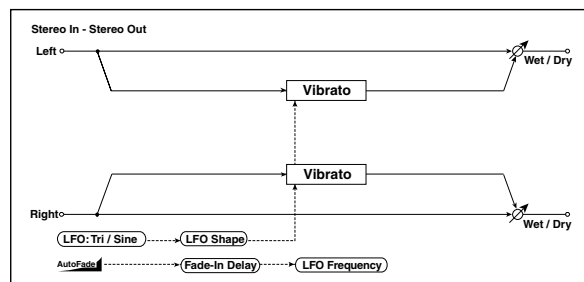 Stereo In - Stereo Out
Left
Wet / Dry
Vibrato
Vibrato
Right
Wet / Dry
LFO: Tri / Sine
LFO Shape
AutoFade
Fade-In Delay
LFO Frequency